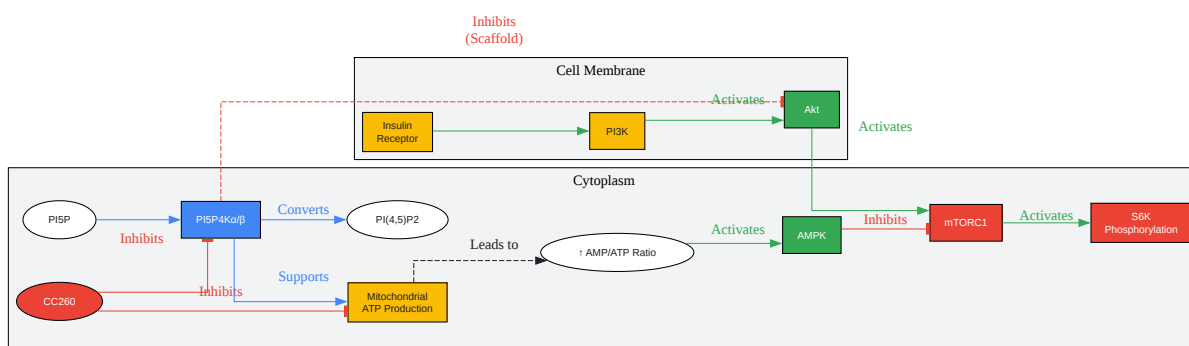 Inhibits
(Scaffold)
Cell Membrane
Activates
Akt
Insulin
Receptor
PI3K
Activates
Cytoplasm
PI5P
PI5P4Kα/β
Converts
PI(4,5)P2
Inhibits
Leads to
↑ AMP/ATP Ratio
Activates
AMPK
Inhibits
mTORC1
Activates
S6K
Phosphorylation
CC260
Inhibits
Supports
Mitochondrial
ATP Production